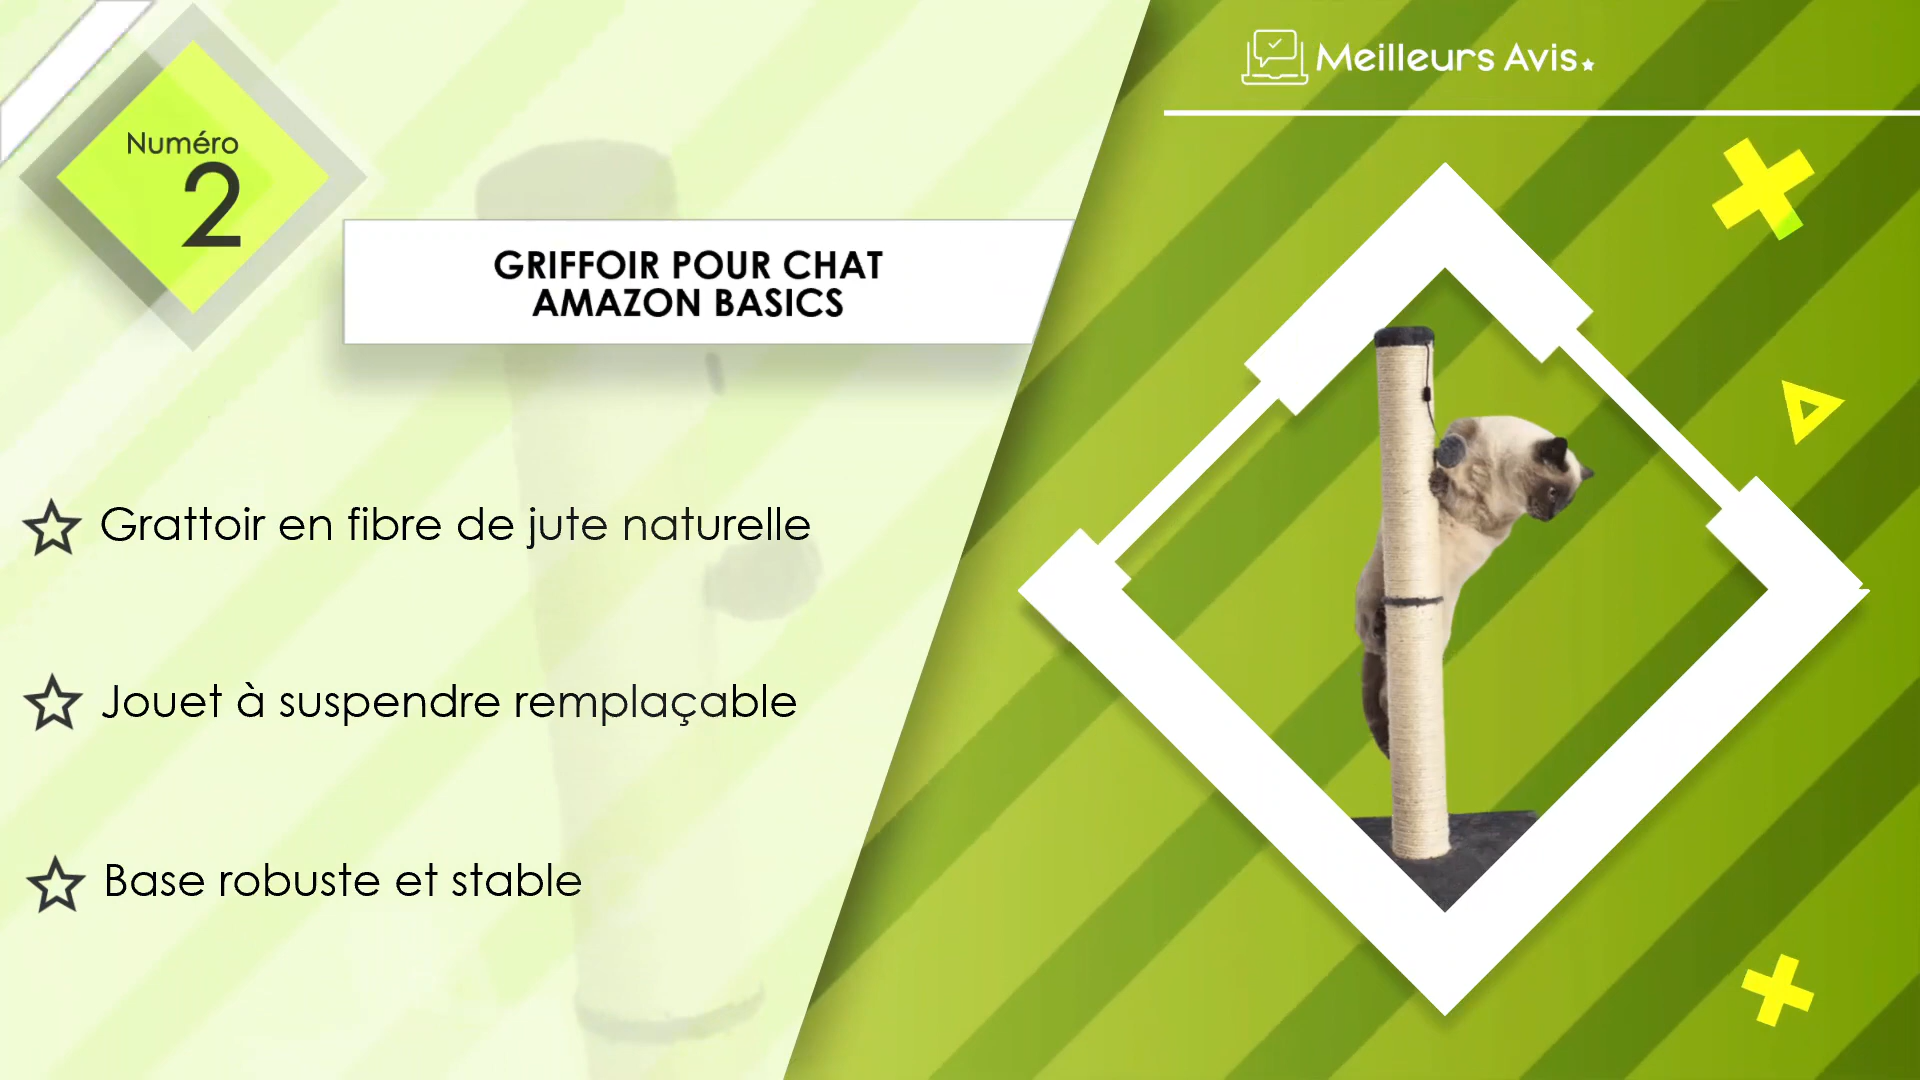 Numéro
2
Meilleurs Avis
GRIFFOIR POUR CHAT
AMAZON BASICS
Grattoir en fibre de jute naturelle
Jouet à suspendre remplaçable
Base robuste et stable